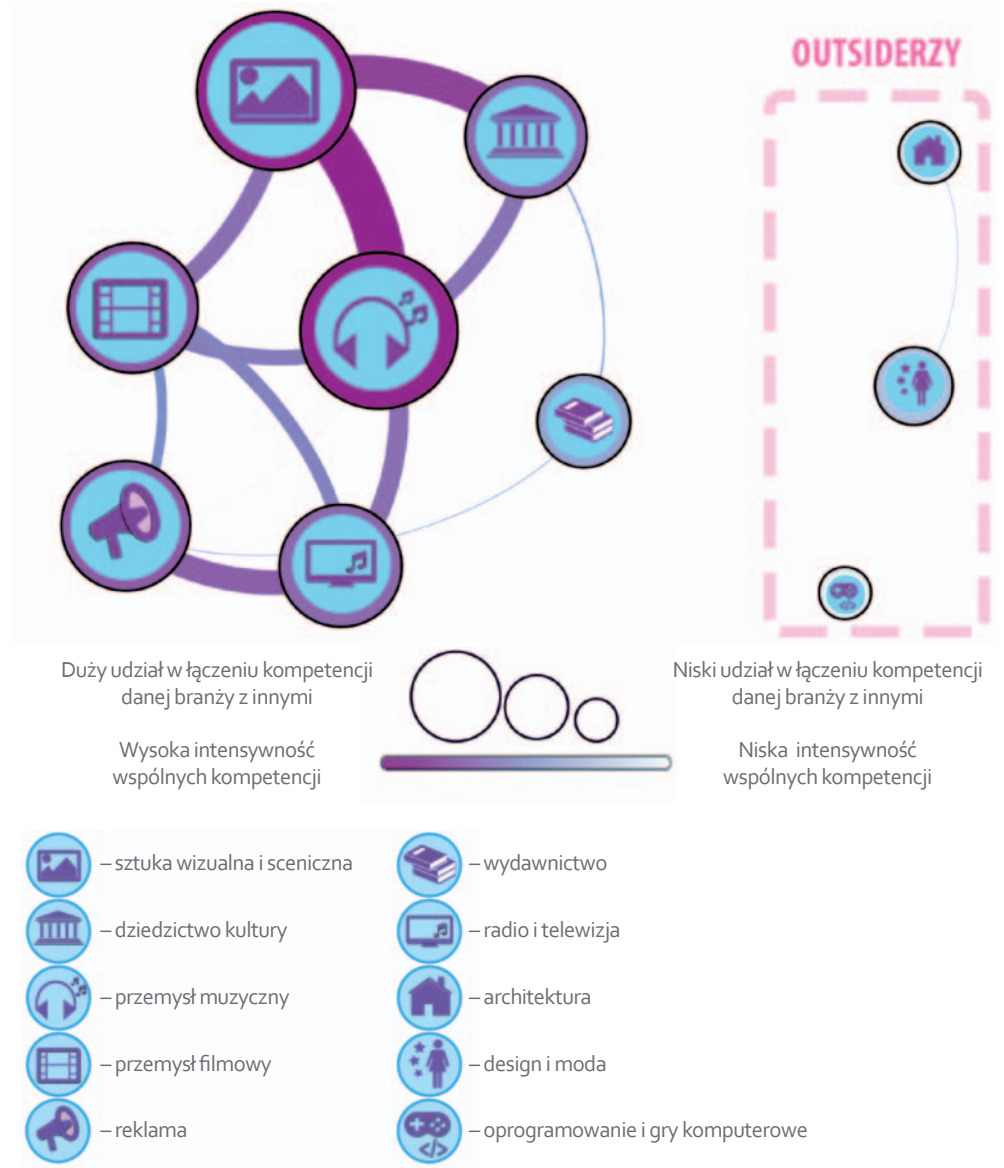 OUTSIDERZY
Duży udział w łączeniu kompetencji
danej branży z innymi
Wysoka intensywność
wspólnych kompetencji
Niski udział w łączeniu kompetencji
danej branży z innymi
Niska intensywność
wspólnych kompetencji
– sztuka wizualna i sceniczna
– dziedzictwo kultury
– przemysł muzyczny
– przemysł filmowy
– reklama
– wydawnictwo
– radio i telewizja
– architektura
– design i moda
– oprogramowanie i gry komputerowe